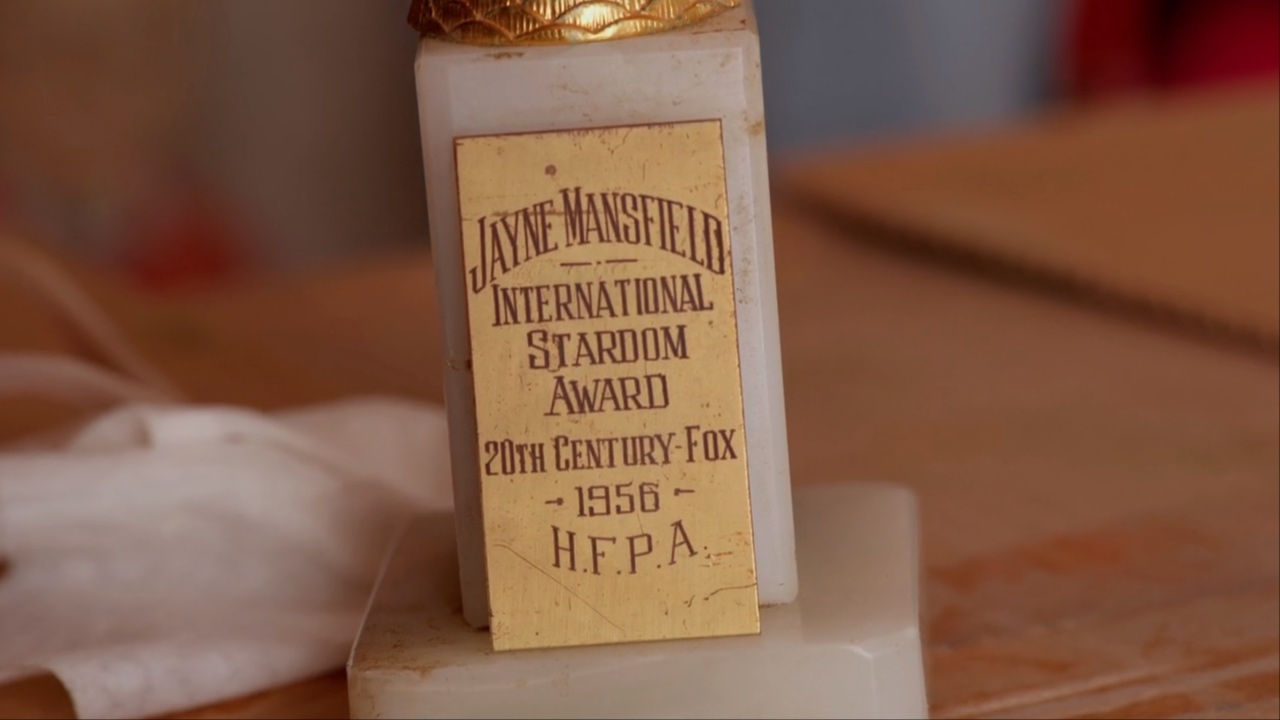 JAYNE MANSFIELD
INTERNATIONAL
STARDOM
AWARD
20TH CENTURY-FOX
- 1956 -
H.F.P.A.